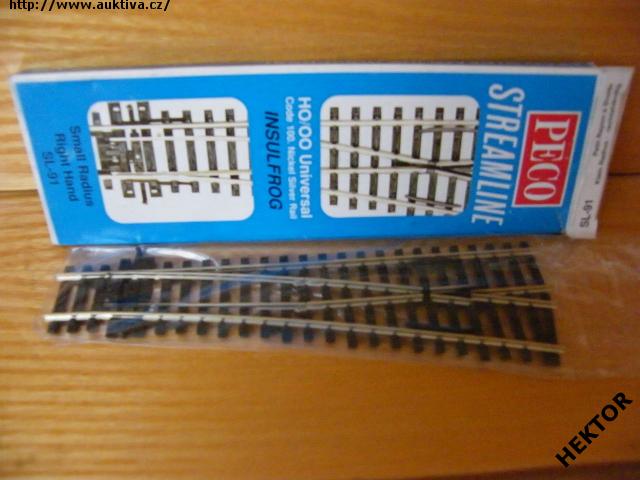 http://www.auktiva.cz/
PECO
STREAMLINE
HO/OO Universal
Code 100, Nickel Silver Rail
INSULFROG
Small Radius
Right Hand
SL-91
SL-91
HEKTOR